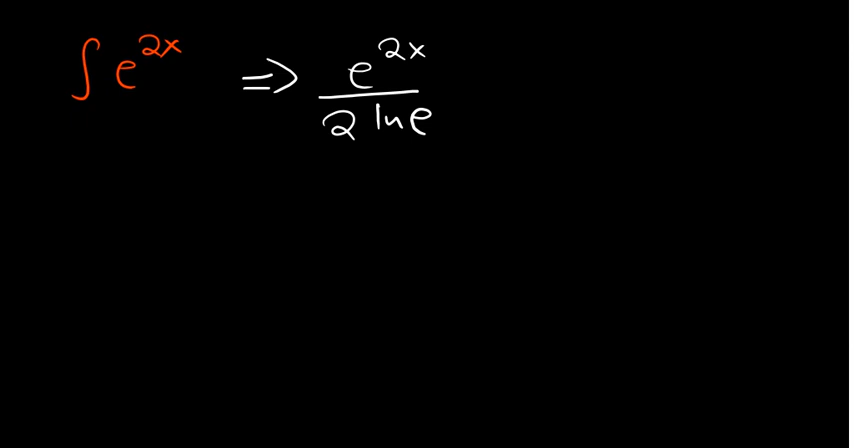 ∫ e^{2x} ⇒ e^{2x} / 2 ln e